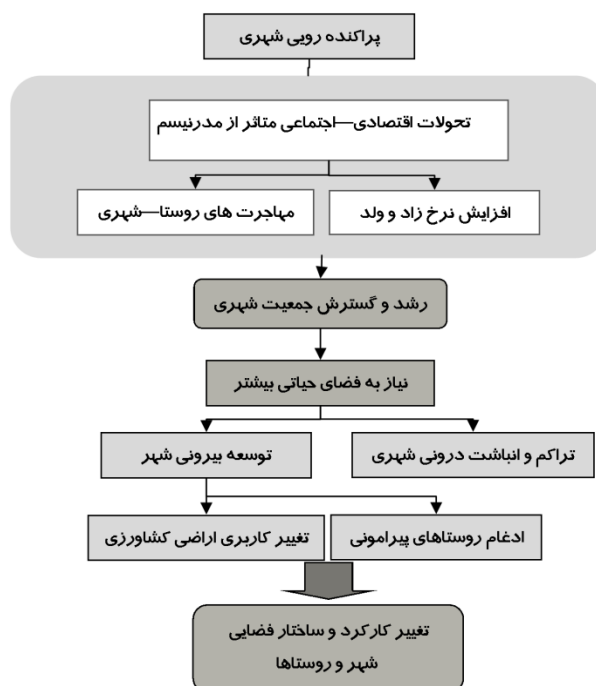 پراکنده رویی شهری
تحولات اقتصادی—اجتماعی متاثر از مدرنیسم
افزایش نرخ زاد و ولد
مهاجرت های روستا—شهری
رشد و گسترش جمعیت شهری
نیاز به فضای حیاتی بیشتر
تراکم و انباشت درونی شهری
توسعه بیرونی شهر
ادغام روستاهای پیرامونی
تغییر کاربری اراضی کشاورزی
تغییر کارکرد و ساختار فضایی
شهر و روستاها